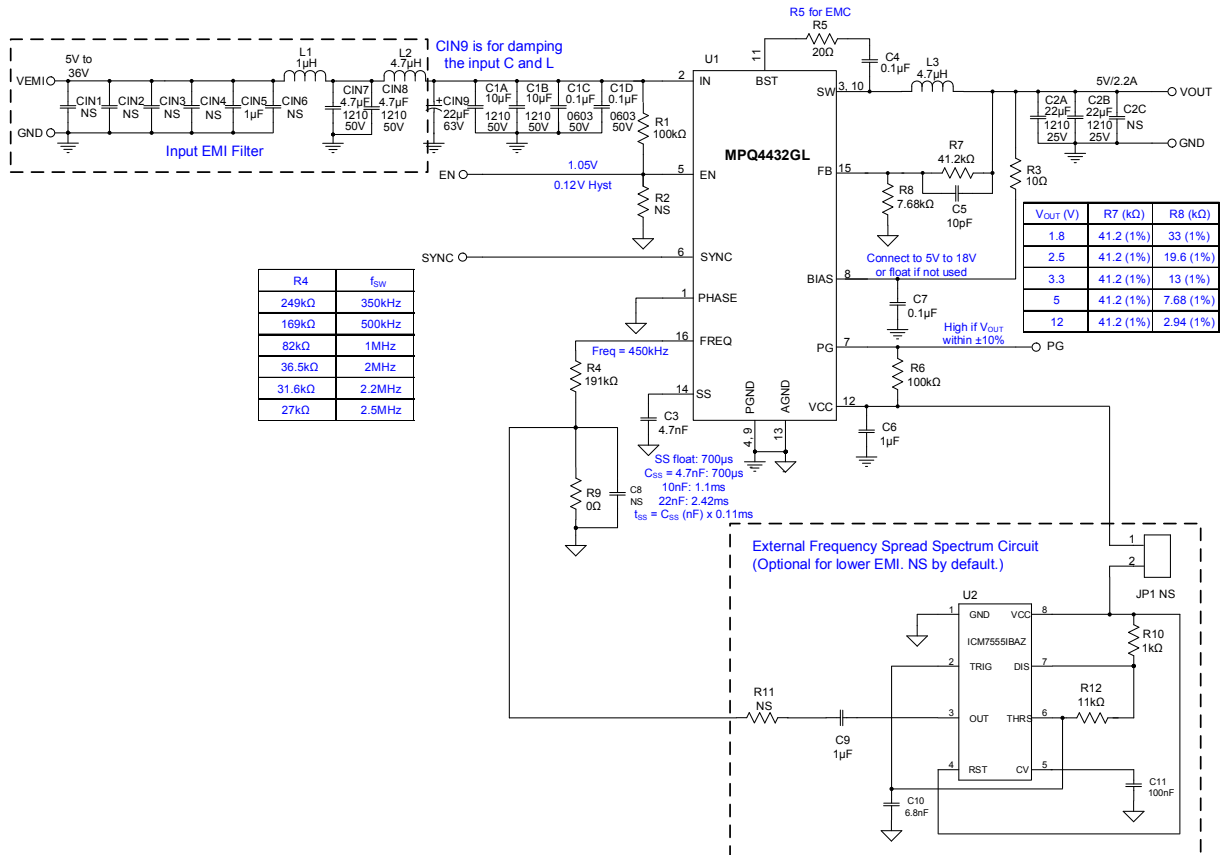 R5 for EMC
R5
20Ω
5V to
36V
VEMI
GND
L1
1µH
L2
4.7µH
CIN1
NS
CIN2
NS
CIN3
NS
CIN4
NS
CIN5
1µF
CIN6
NS
CIN7
4.7µF
1210
50V
CIN8
4.7µF
1210
50V
Input EMI Filter
CIN9 is for damping
the input C and L
+
CIN9
22µF
63V
C1A
10µF
1210
50V
C1B
10µF
1210
50V
C1C
0.1µF
0603
50V
C1D
0.1µF
0603
50V
R1
100kΩ
R2
NS
EN
1.05V
0.12V Hyst
SYNC
U1
MPQ4432GL
11
BST
2
IN
5
EN
6
SYNC
1
PHASE
16
FREQ
14
SS
PGND
4, 9
AGND
13
SW
3, 10
FB
15
BIAS
8
PG
7
VCC
12
C4
0.1µF
L3
4.7µH
5V/2.2A
VOUT
GND
C2A
22µF
1210
25V
C2B
22µF
1210
25V
C2C
NS
R7
41.2kΩ
C5
10pF
R8
7.68kΩ
R3
10Ω
Connect to 5V to 18V
or float if not used
C7
0.1µF
High if VOUT
within ±10%
PG
R6
100kΩ
C6
1µF
VOUT (V) R7 (kΩ) R8 (kΩ)
1.8 41.2 (1%) 33 (1%)
2.5 41.2 (1%) 19.6 (1%)
3.3 41.2 (1%) 13 (1%)
5 41.2 (1%) 7.68 (1%)
12 41.2 (1%) 2.94 (1%)
R4 fSW
249kΩ 350kHz
169kΩ 500kHz
82kΩ 1MHz
36.5kΩ 2MHz
31.6kΩ 2.2MHz
27kΩ 2.5MHz
Freq = 450kHz
R4
191kΩ
C3
4.7nF
R9
0Ω
C8
NS
SS float: 700µs
CSS = 4.7nF: 700µs
10nF: 1.1ms
22nF: 2.42ms
tSS = CSS (nF) x 0.11ms
External Frequency Spread Spectrum Circuit
(Optional for lower EMI. NS by default.)
1
2
JP1 NS
U2
ICM7555IBAZ
1
GND
2
TRIG
3
OUT
4
RST
VCC
8
DIS
7
THRS
6
CV
5
R10
1kΩ
R12
11kΩ
R11
NS
C9
1µF
C10
6.8nF
C11
100nF